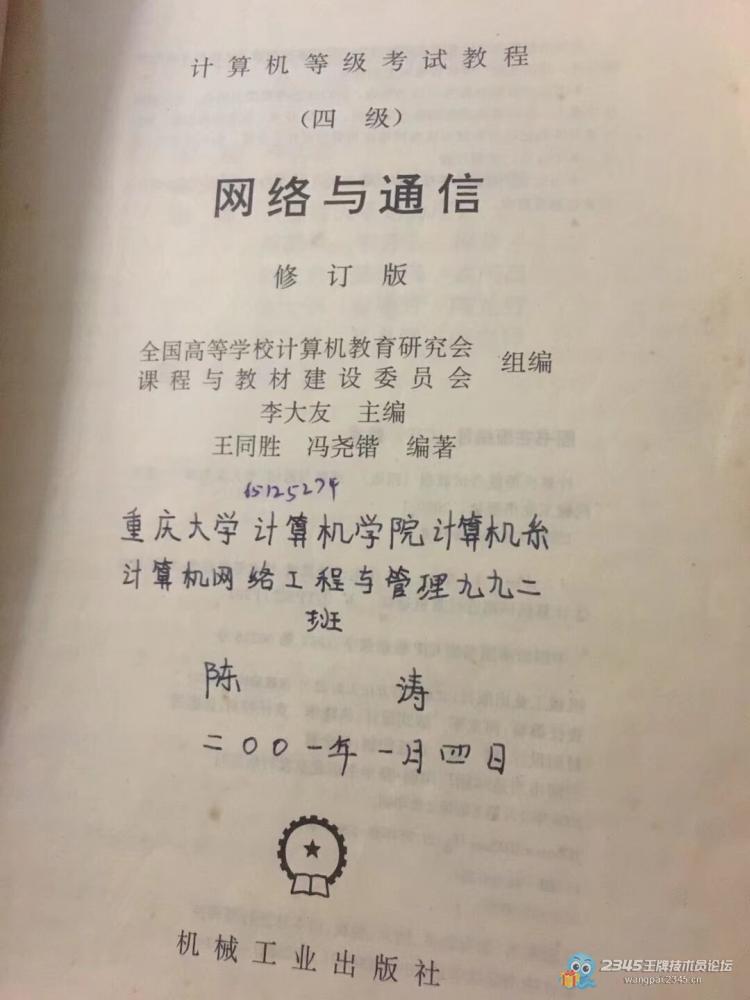 计算机等级考试教程
（四级）
网络与通信
修订版
全国高等学校计算机教育研究会
课程与教材建设委员会 组编
李大友 主编
王同胜 冯尧锴 编著
65125274
重庆大学计算机学院计算机系
计算机网络工程与管理九九二
班
陈 涛
二〇〇一年一月四日
机械工业出版社
2345王牌技术员论坛
wangpai2345.cn